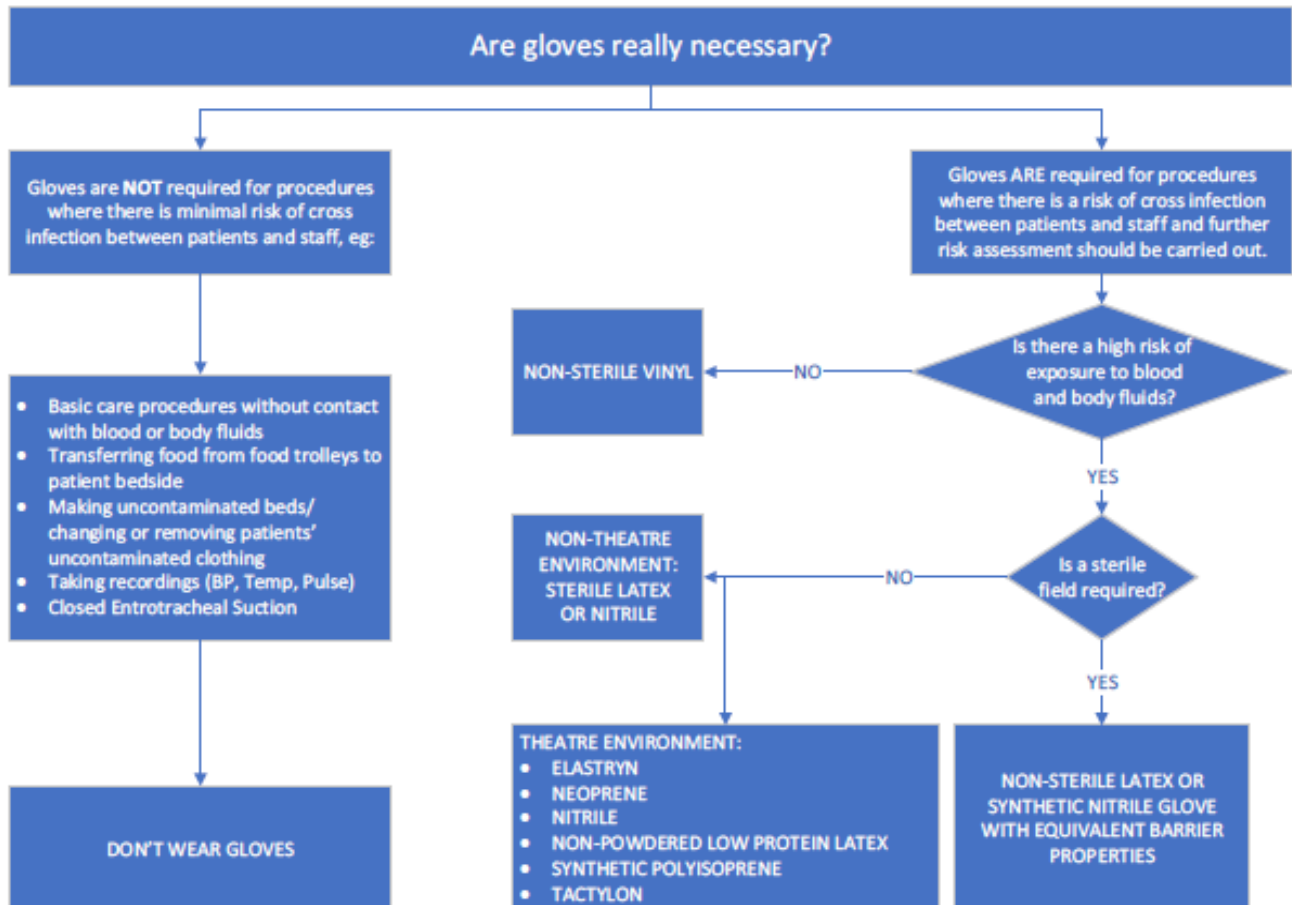 Are gloves really necessary?
Gloves are NOT required for procedures
where there is minimal risk of cross
infection between patients and staff, eg:
Gloves ARE required for procedures
where there is a risk of cross infection
between patients and staff and further
risk assessment should be carried out.
NON-STERILE VINYL
NO
Is there a high risk of
exposure to blood
and body fluids?
• Basic care procedures without contact
with blood or body fluids
• Transferring food from food trolleys to
patient bedside
• Making uncontaminated beds/
changing or removing patients’
uncontaminated clothing
• Taking recordings (BP, Temp, Pulse)
• Closed Entrotracheal Suction
YES
NON-THEATRE
ENVIRONMENT:
STERILE LATEX
OR NITRILE
NO
Is a sterile
field required?
YES
DON’T WEAR GLOVES
THEATRE ENVIRONMENT:
• ELASTRYN
• NEOPRENE
• NITRILE
• NON-POWDERED LOW PROTEIN LATEX
• SYNTHETIC POLYISOPRENE
• TACTYLON
NON-STERILE LATEX OR
SYNTHETIC NITRILE GLOVE
WITH EQUIVALENT BARRIER
PROPERTIES